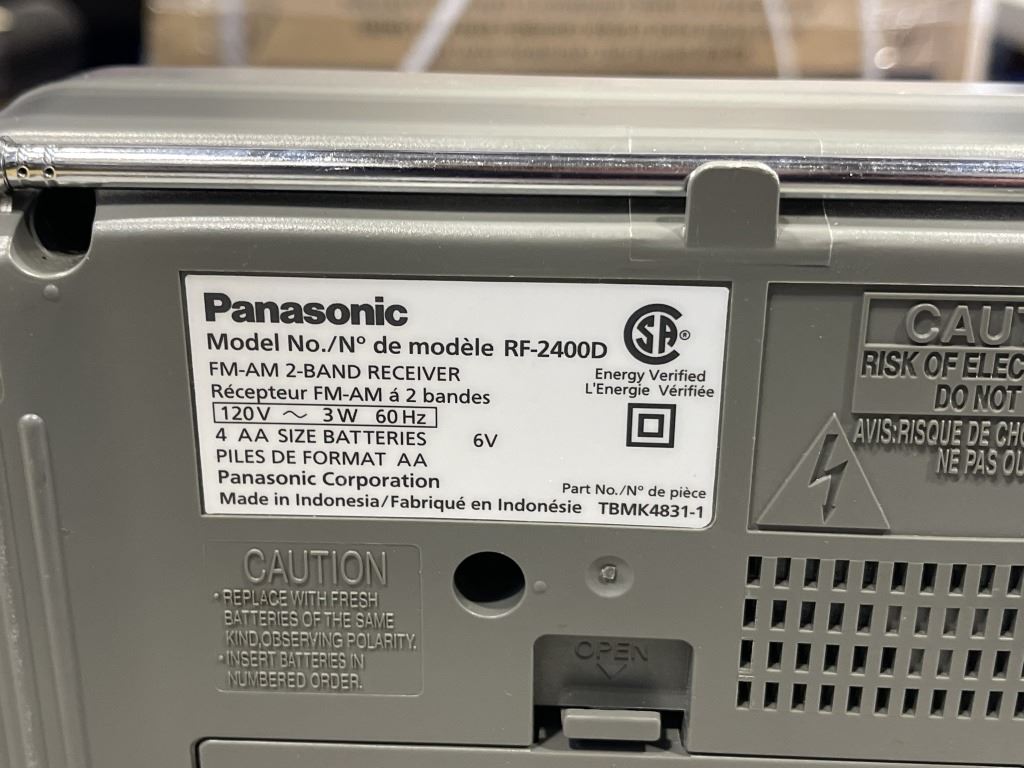 Panasonic
Model No./Nº de modèle RF-2400D
FM-AM 2-BAND RECEIVER
Récepteur FM-AM á 2 bandes
120V ~ 3W 60Hz
4 AA SIZE BATTERIES 6V
PILES DE FORMAT AA
Panasonic Corporation
Made in Indonesia/Fabriqué en Indonésie
SA ®
Energy Verified
L'Energie Vérifiée
Part No./Nº de pièce
TBMK4831-1
CAUT
RISK OF ELEC
DO NOT
AVIS:RISQUE DE CHO
NE PAS OU
CAUTION
• REPLACE WITH FRESH
BATTERIES OF THE SAME
KIND,OBSERVING POLARITY.
• INSERT BATTERIES IN
NUMBERED ORDER.
OPEN